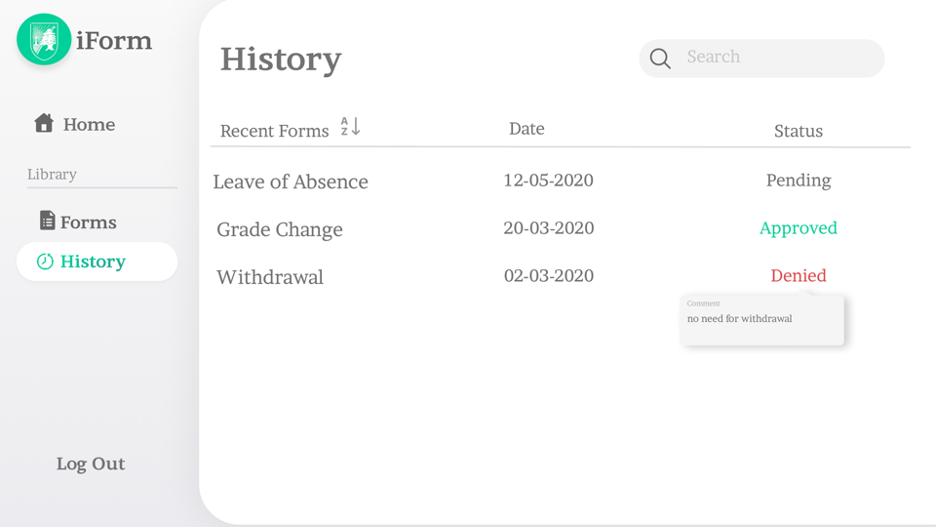 iForm
Home
Library
Forms
History
Log Out
History
Search
Recent Forms A Z Date Status
Leave of Absence 12-05-2020 Pending
Grade Change 20-03-2020 Approved
Withdrawal 02-03-2020 Denied
Comment
no need for withdrawal